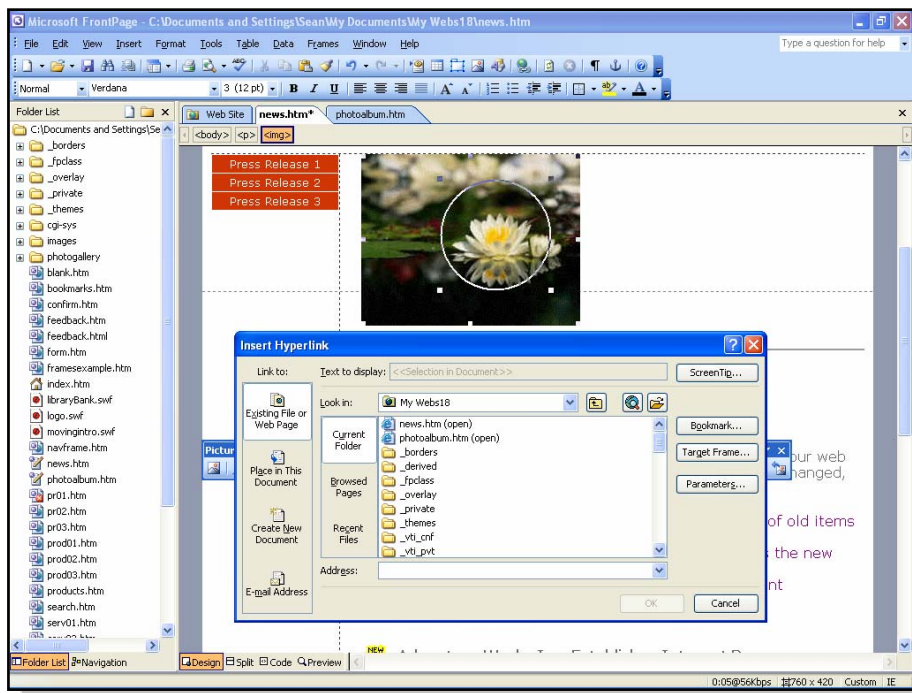 Microsoft FrontPage - C:\Documents and Settings\Sean\My Documents\My Webs18\news.htm
File Edit View Insert Format Tools Table Data Frames Window Help
Type a question for help
Normal Verdana 3 (12 pt) B I U
Folder List
Web Site news.htm* photoalbum.htm
<body> <p> <img>
C:\Documents and Settings\Se
_borders
_fpclass
_overlay
_private
_themes
cgi-sys
images
photogallery
blank.htm
bookmarks.htm
confirm.htm
feedback.htm
feedback.html
form.htm
framesexample.htm
index.htm
libraryBank.swf
logo.swf
movingintro.swf
navframe.htm
news.htm
photoalbum.htm
pr01.htm
pr02.htm
pr03.htm
prod01.htm
prod02.htm
prod03.htm
products.htm
search.htm
serv01.htm
Folder List Navigation
Press Release 1
Press Release 2
Press Release 3
Insert Hyperlink
Link to:
Text to display: <<Selection in Document>>
ScreenTip...
Existing File or Web Page
Place in This Document
Create New Document
E-mail Address
Look in: My Webs18
Current Folder
Browsed Pages
Recent Files
news.htm (open)
photoalbum.htm (open)
_borders
_derived
_fpclass
_overlay
_private
_themes
_vti_cnf
_vti_pvt
Bookmark...
Target Frame...
Parameters...
Address:
OK Cancel
Pictur
our web
hanged,
of old items
the new
nt
NEW
Design Split Code Preview
0:05@56Kbps 760 x 420 Custom IE